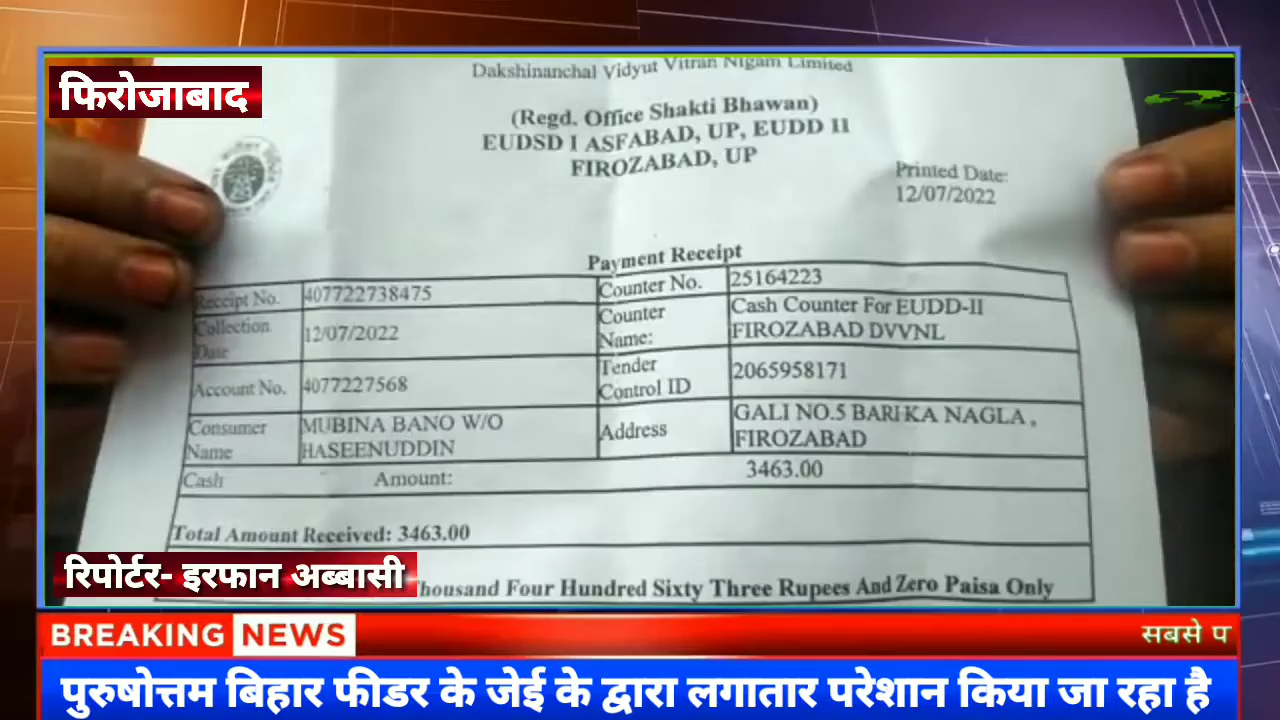 फिरोजाबाद
Dakshinanchal Vidyut Vitran Nigam Limited
(Regd. Office Shakti Bhawan)
EUDSD I ASFABAD, UP, EUDD II
FIROZABAD, UP
Printed Date:
12/07/2022
Payment Receipt
Receipt No. 407722738475 Counter No. 25164223
Collection Date 12/07/2022 Counter Name: Cash Counter For EUDD-II FIROZABAD DVVNL
Account No. 4077227568 Tender Control ID 2065958171
Consumer Name MUBINA BANO W/O HASEENUDDIN Address GALI NO.5 BARI KA NAGLA , FIROZABAD
Cash Amount: 3463.00
Total Amount Received: 3463.00
housand Four Hundred Sixty Three Rupees And Zero Paisa Only
रिपोर्टर- इरफान अब्बासी
BREAKING NEWS
सबसे प
पुरुषोत्तम बिहार फीडर के जेई के द्वारा लगातार परेशान किया जा रहा है